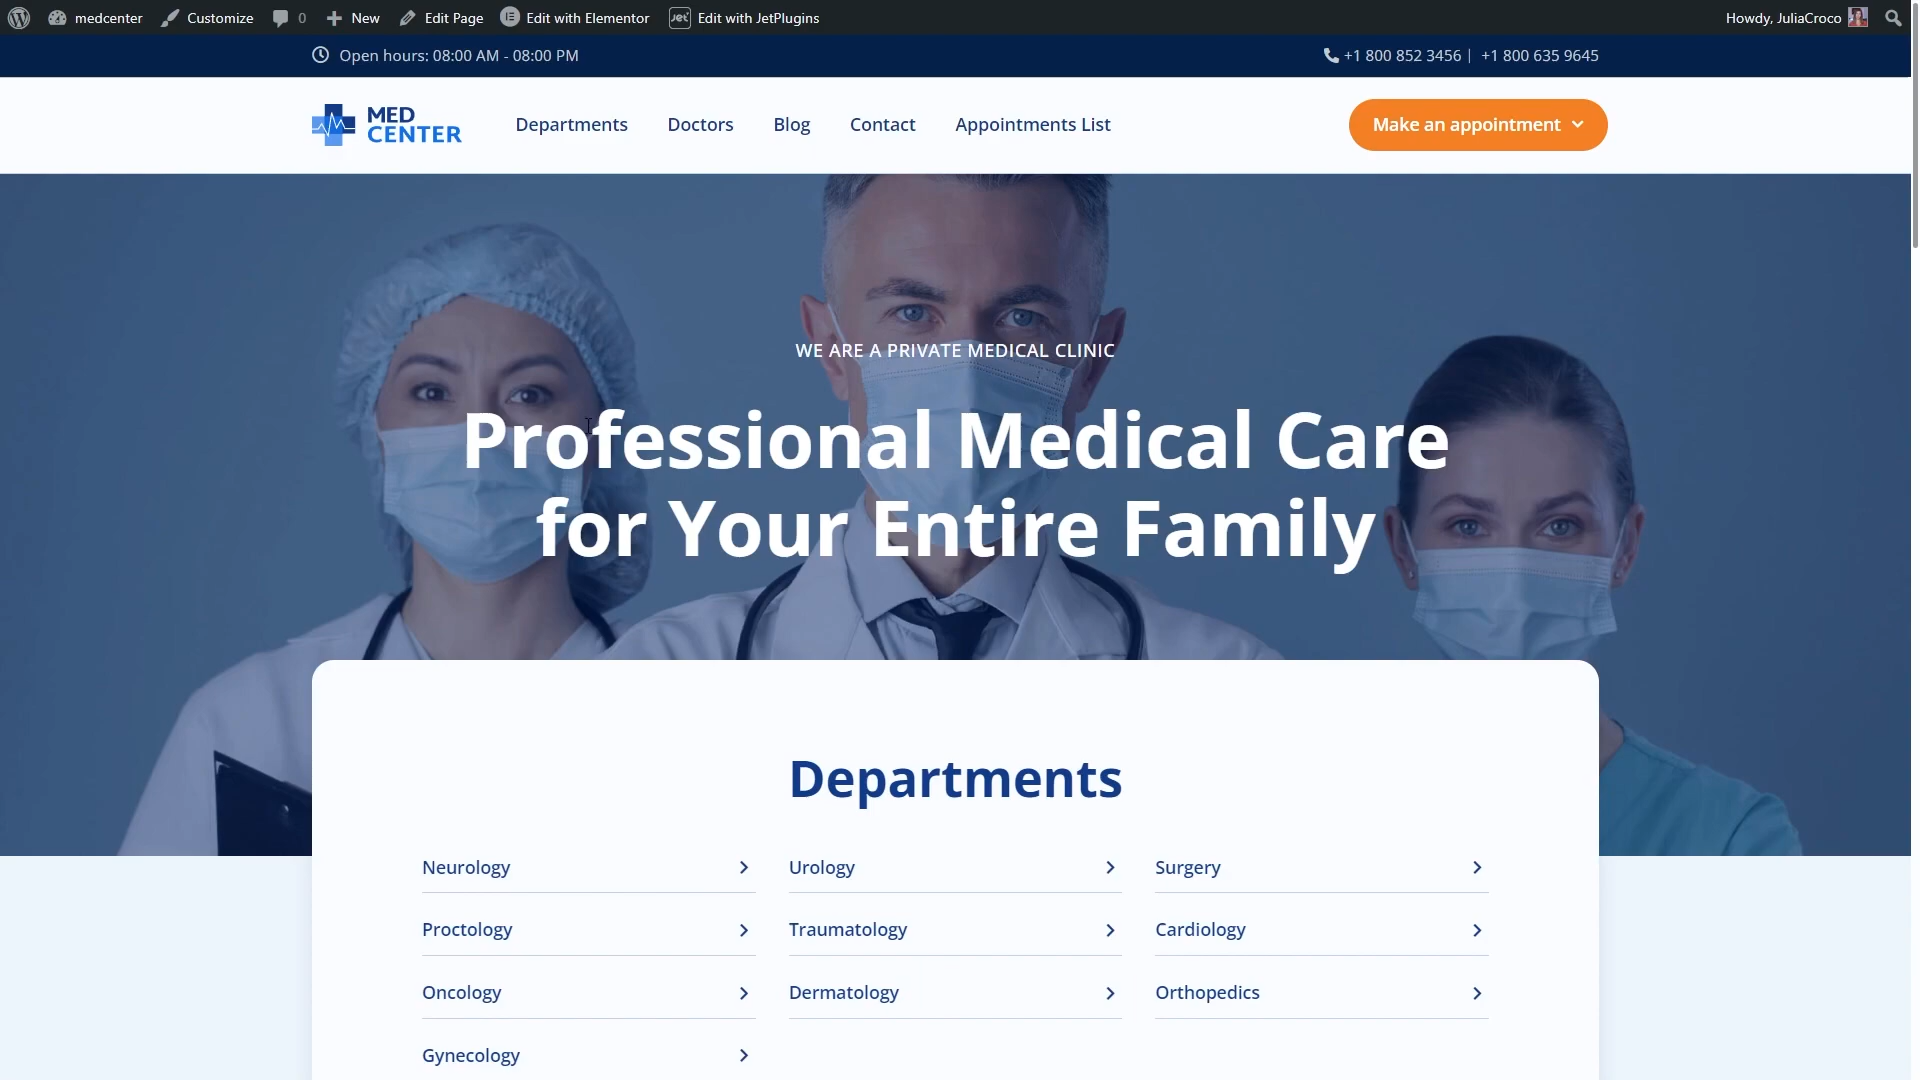 medcenter Customize 0 New Edit Page Edit with Elementor Edit with JetPlugins Howdy, JuliaCroco
Open hours: 08:00 AM - 08:00 PM +1 800 852 3456 | +1 800 635 9645
MED
CENTER
Departments Doctors Blog Contact Appointments List Make an appointment
WE ARE A PRIVATE MEDICAL CLINIC
Professional Medical Care
for Your Entire Family
Departments
Neurology Urology Surgery
Proctology Traumatology Cardiology
Oncology Dermatology Orthopedics
Gynecology